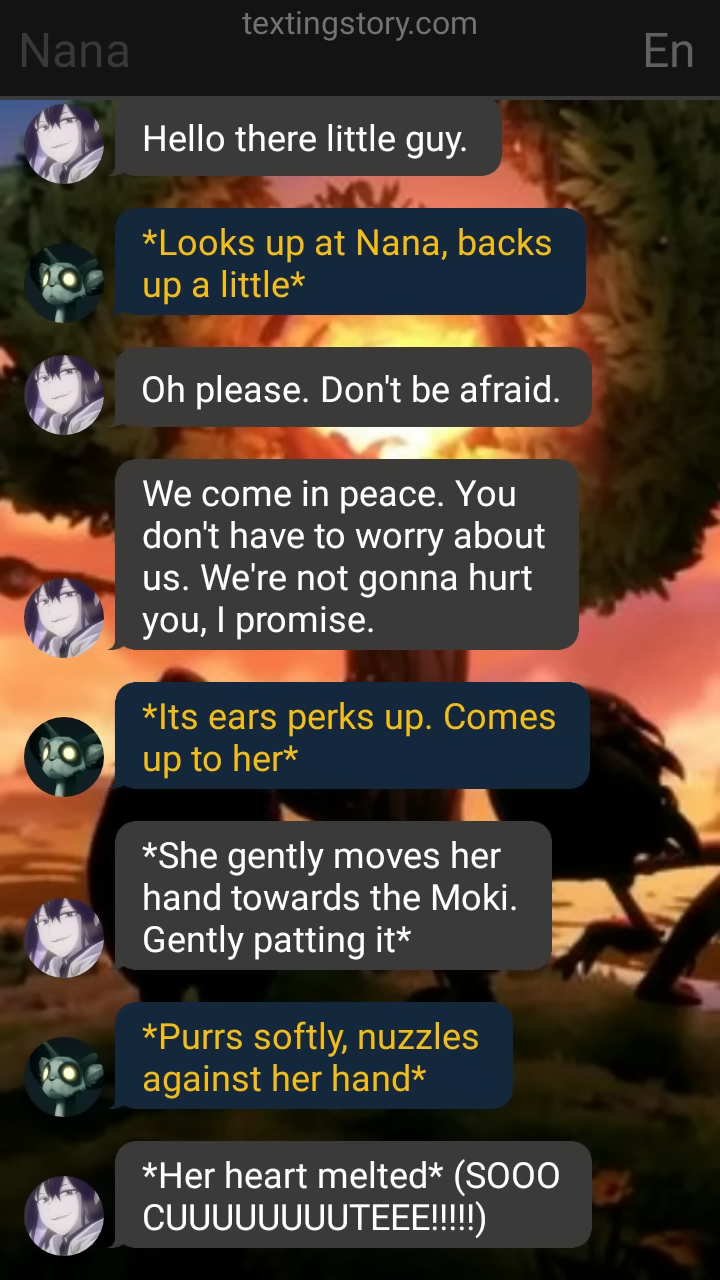 textingstory.com
Nana
En
Hello there little guy.
*Looks up at Nana, backs
up a little*
Oh please. Don't be afraid.
We come in peace. You
don't have to worry about
us. We're not gonna hurt
you, I promise.
*Its ears perks up. Comes
up to her*
*She gently moves her
hand towards the Moki.
Gently patting it*
*Purrs softly, nuzzles
against her hand*
*Her heart melted* (SOOO
CUUUUUUUUTEEE!!!!!)